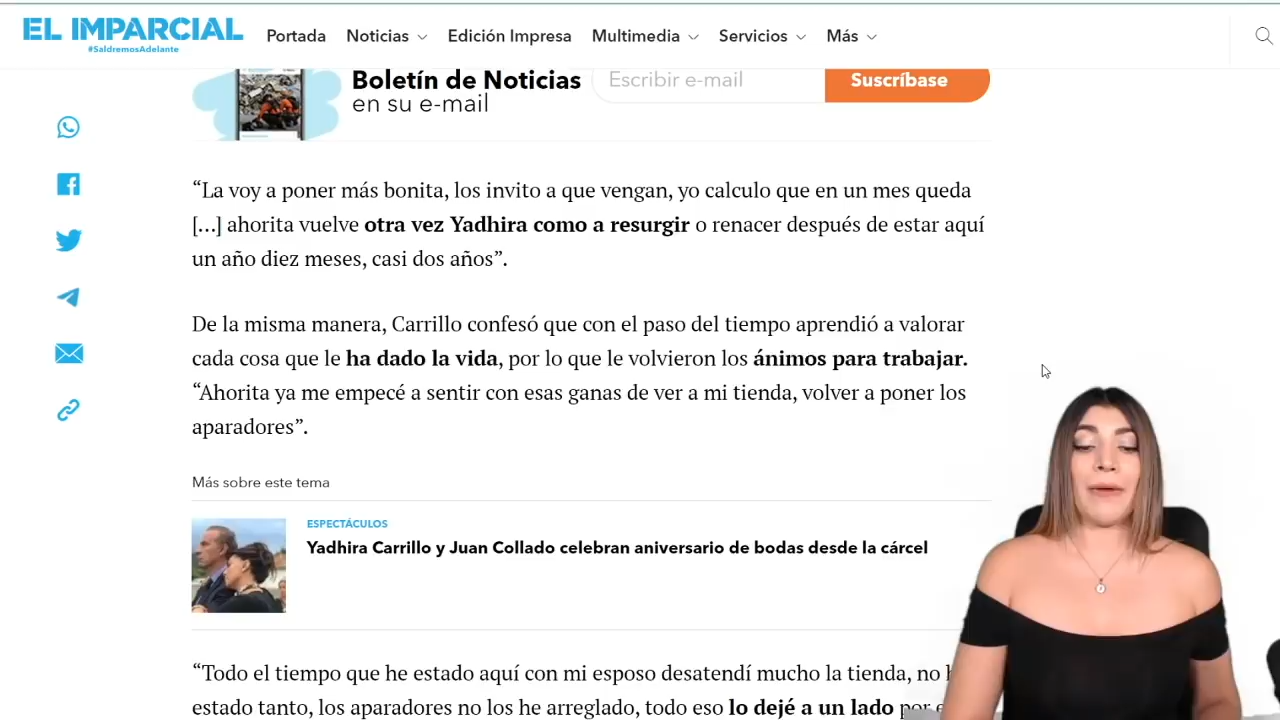 EL IMPARCIAL
#SaldremosAdelante
Portada
Noticias
Edición Impresa
Multimedia
Servicios
Más
Boletín de Noticias
en su e-mail
Escribir e-mail
Suscríbase
“La voy a poner más bonita, los invito a que vengan, yo calculo que en un mes queda
[...] ahorita vuelve otra vez Yadhira como a resurgir o renacer después de estar aquí
un año diez meses, casi dos años”.
De la misma manera, Carrillo confesó que con el paso del tiempo aprendió a valorar
cada cosa que le ha dado la vida, por lo que le volvieron los ánimos para trabajar.
“Ahorita ya me empecé a sentir con esas ganas de ver a mi tienda, volver a poner los
aparadores”.
Más sobre este tema
ESPECTÁCULOS
Yadhira Carrillo y Juan Collado celebran aniversario de bodas desde la cárcel
“Todo el tiempo que he estado aquí con mi esposo desatendí mucho la tienda, no
estado tanto, los aparadores no los he arreglado, todo eso lo dejé a un lado